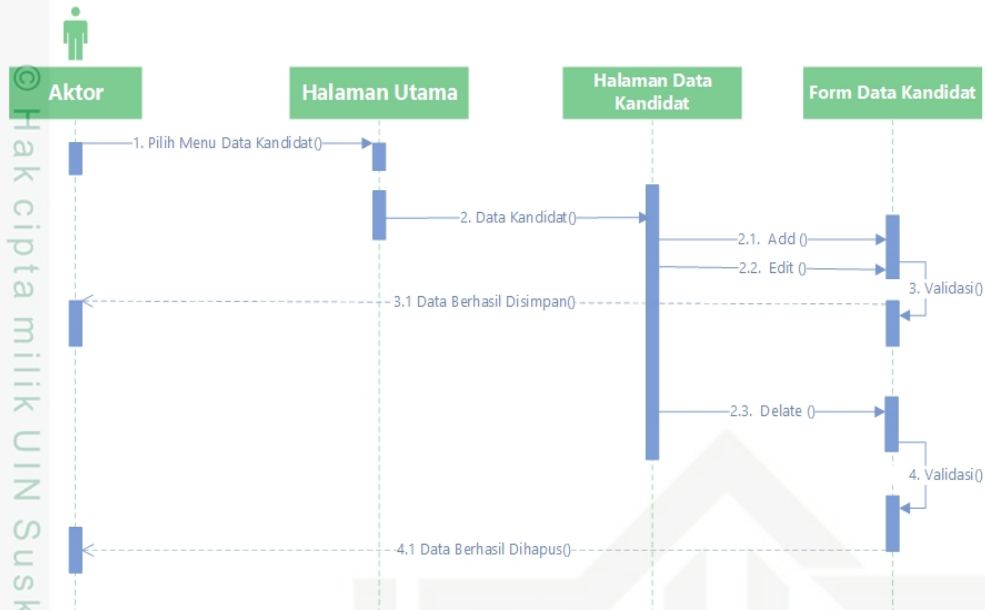 Aktor
Halaman Utama
Halaman Data
Kandidat
Form Data Kandidat
1. Pilih Menu Data Kandidat()
2. Data Kandidat()
2.1. Add ()
2.2. Edit ()
3. Validasi()
3.1 Data Berhasil Disimpan()
2.3. Delate ()
4. Validasi()
4.1 Data Berhasil Dihapus()
© Hak cipta milik UIN Susk